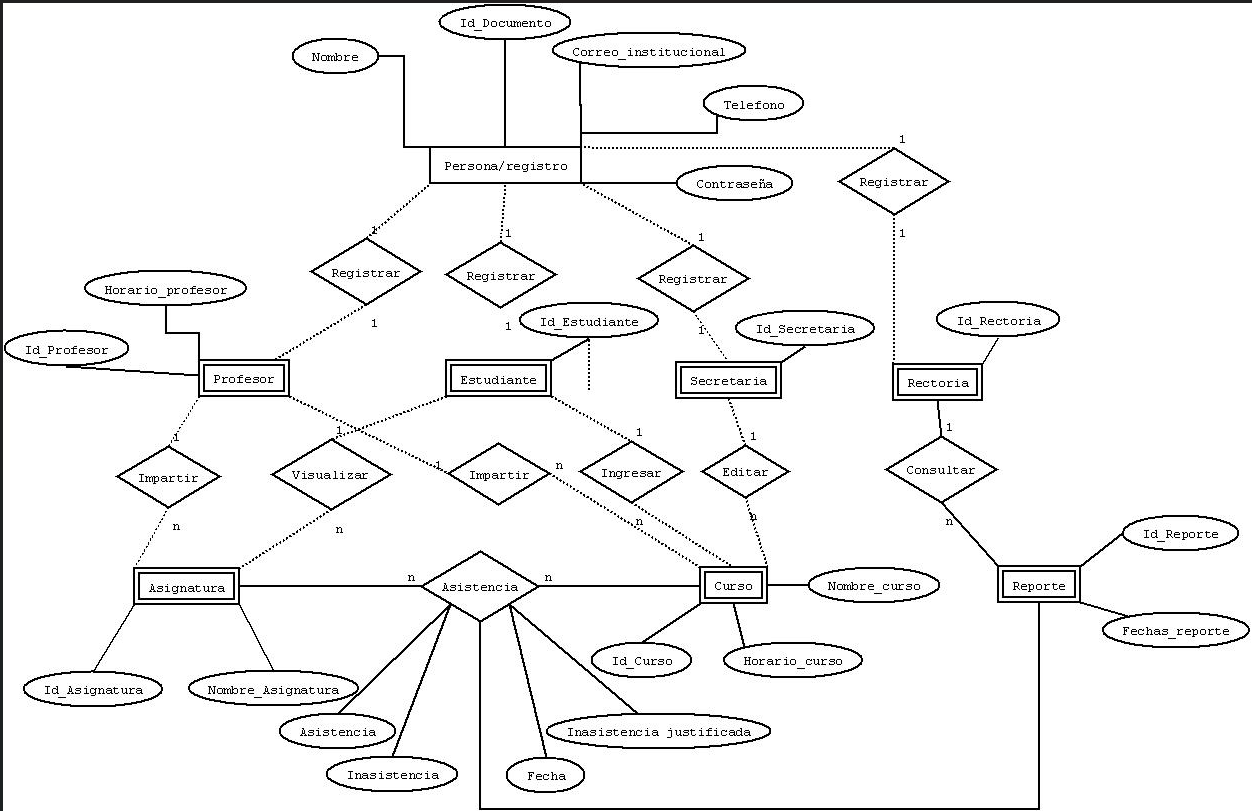 Id_Documento
Nombre
Correo_institucional
Telefono
1
Persona/registro
Contraseña
Registrar
1
1
1
1
1
Registrar
Registrar
Registrar
Horario_profesor
1
1
1
Id_Estudiante
Id_Secretaria
Id_Rectoria
Id_Profesor
Profesor
Estudiante
Secretaria
Rectoria
1
1
1
1
1
1
n
Impartir
Visualizar
Impartir
Ingresar
Editar
Consultar
n
n
n
n
n
Id_Reporte
Asignatura
n
Asistencia
n
Curso
Nombre_curso
Reporte
Fechas_reporte
Id_Curso
Horario_curso
Id_Asignatura
Nombre_Asignatura
Asistencia
Inasistencia justificada
Inasistencia
Fecha